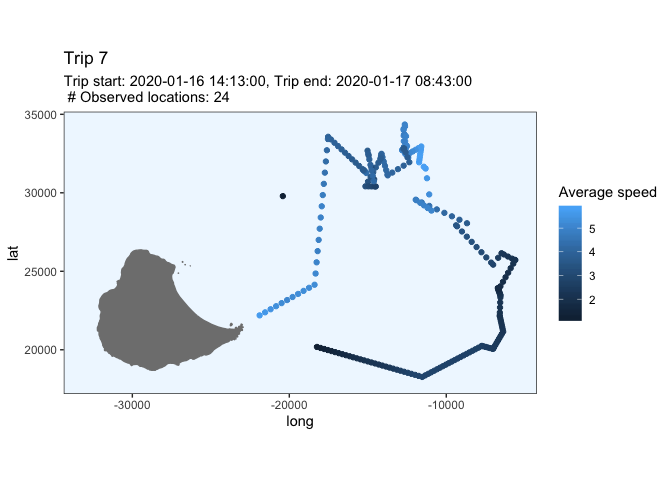 Trip 7
Trip start: 2020-01-16 14:13:00, Trip end: 2020-01-17 08:43:00
# Observed locations: 24
35000
30000
25000
20000
lat
-30000
-20000
-10000
long
Average speed
5
4
3
2